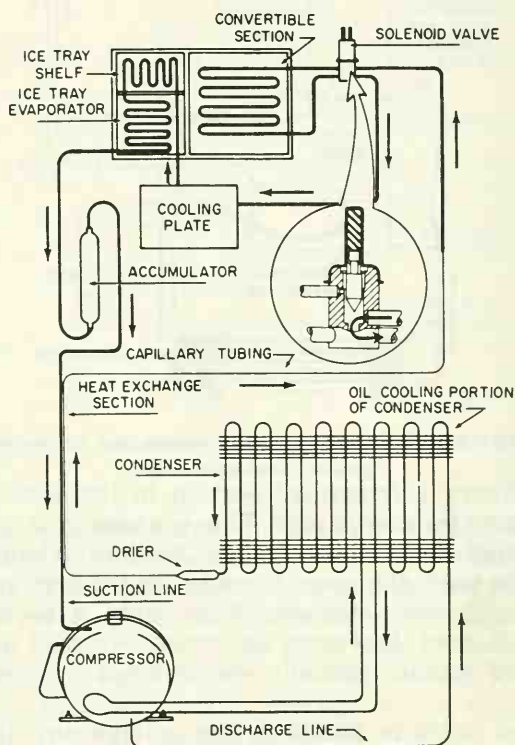 CONVERTIBLE
SECTION
SOLENOID VALVE
ICE TRAY
SHELF
ICE TRAY
EVAPORATOR
COOLING
PLATE
ACCUMULATOR
CAPILLARY TUBING
HEAT EXCHANGE
SECTION
OIL COOLING PORTION
OF CONDENSER
CONDENSER
DRIER
SUCTION LINE
COMPRESSOR
DISCHARGE LINE